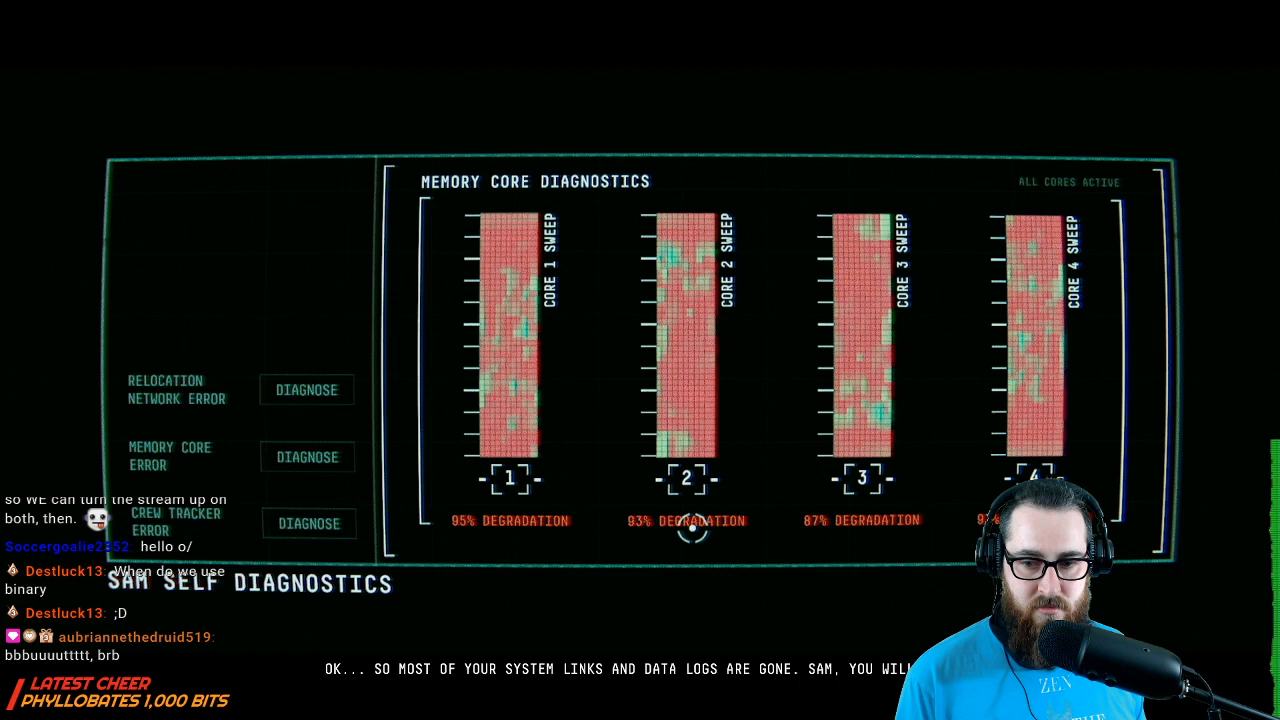 MEMORY CORE DIAGNOSTICS
ALL CORES ACTIVE
CORE 1 SWEEP
CORE 2 SWEEP
CORE 3 SWEEP
CORE 4 SWEEP
1
2
3
4
95% DEGRADATION
93% DEGRADATION
87% DEGRADATION
RELOCATION
NETWORK ERROR
DIAGNOSE
MEMORY CORE
ERROR
DIAGNOSE
CREW TRACKER
ERROR
DIAGNOSE
SAM SELF DIAGNOSTICS
so WE can turn the stream up on
both, then.
Soccergoalie2352: hello o/
Destluck13: When do we use
binary
Destluck13: ;D
aubriannethedruid519:
bbbuuuuttttt, brb
LATEST CHEER
PHYLLOBATES 1,000 BITS
OK... SO MOST OF YOUR SYSTEM LINKS AND DATA LOGS ARE GONE. SAM, YOU WILL
ZEN
THE